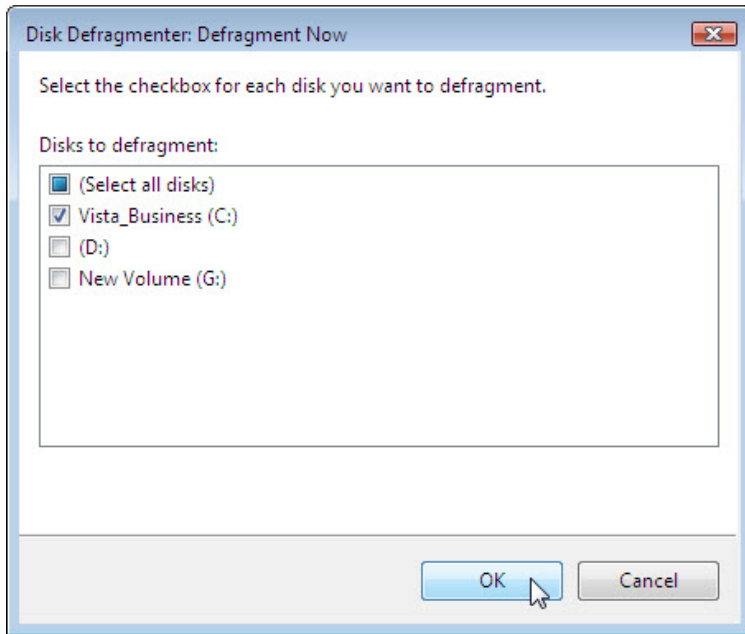 Disk Defragmenter: Defragment Now
Select the checkbox for each disk you want to defragment.
Disks to defragment:
(Select all disks)
Vista_Business (C:)
(D:)
New Volume (G:)
OK
Cancel